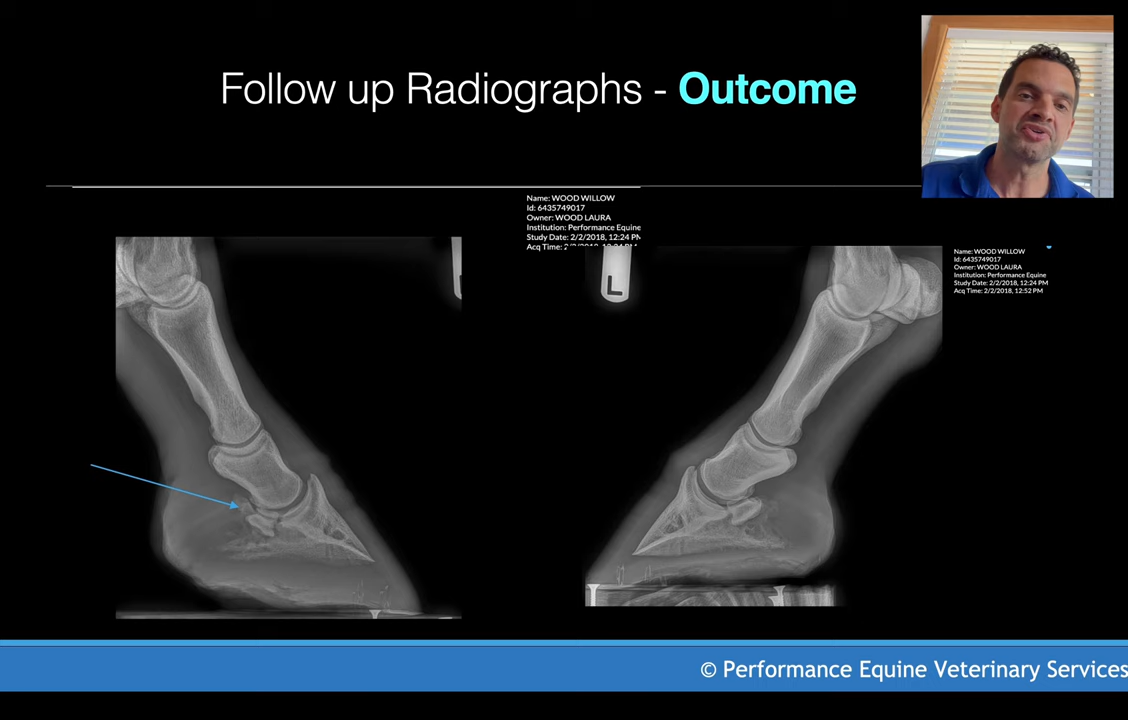 Follow up Radiographs - Outcome
Name: WOOD WILLOW
Id: 6435749017
Owner: WOOD LAURA
Institution: Performance Equine
Study Date: 2/2/2018, 12:24 PM
Acq Time:
L
Name: WOOD WILLOW
Id: 6435749017
Owner: WOOD LAURA
Institution: Performance Equine
Study Date: 2/2/2018, 12:24 PM
Acq Time: 2/2/2018, 12:52 PM
© Performance Equine Veterinary Services